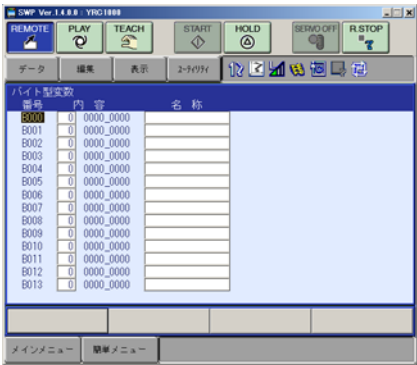 SWP Ver.1.4.0.0 : YRC1000
REMOTE PLAY TEACH START HOLD SERVO OFF R.STOP
データ 編集 表示 ユーティリティ
バイト型変数
番号 内 容 名 称
B000 0 0000_0000
B001 0 0000_0000
B002 0 0000_0000
B003 0 0000_0000
B004 0 0000_0000
B005 0 0000_0000
B006 0 0000_0000
B007 0 0000_0000
B008 0 0000_0000
B009 0 0000_0000
B010 0 0000_0000
B011 0 0000_0000
B012 0 0000_0000
B013 0 0000_0000
メインメニュー 簡単メニュー